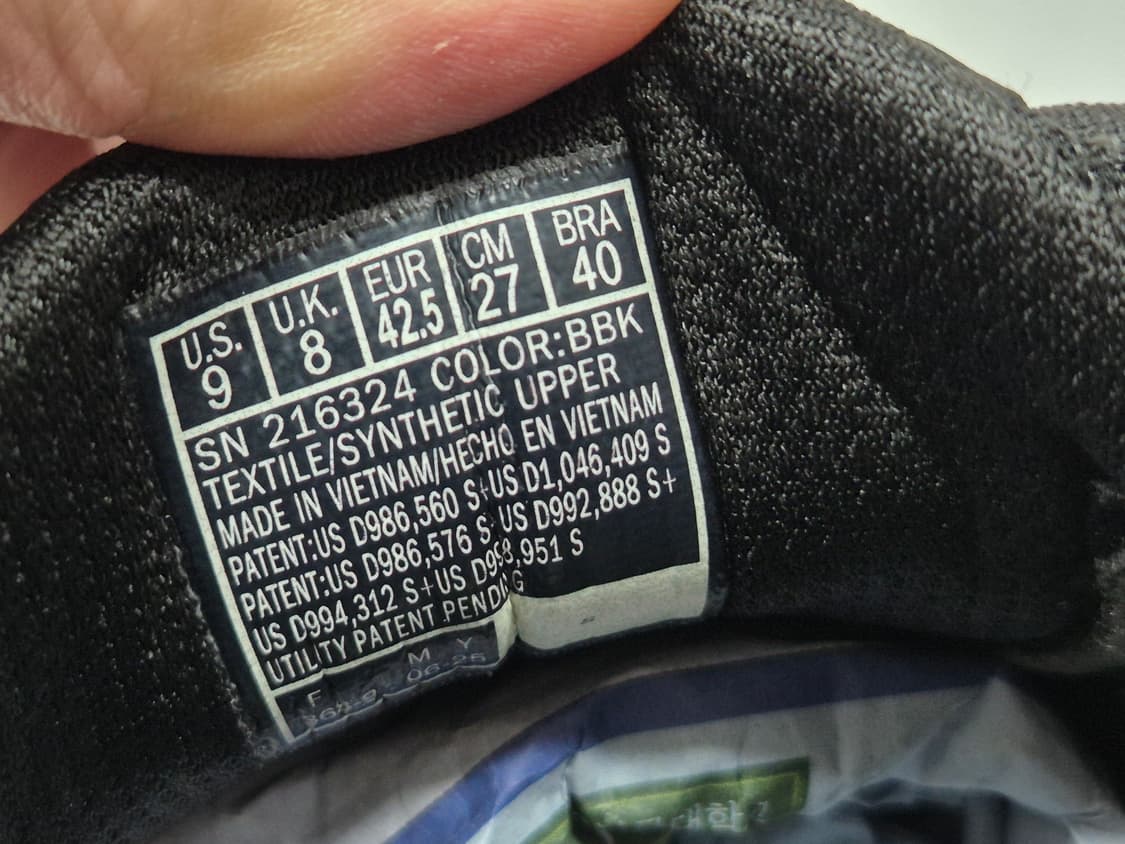 U.S. U.K. EUR CM BRA
9 8 42.5 27 40
SN 216324 COLOR:BBK
TEXTILE/SYNTHETIC UPPER
MADE IN VIETNAM/HECHO EN VIETNAM
PATENT:US D986,560 S+US D1,046,409 S
PATENT:US D986,576 S US D992,888 S+
US D994,312 S+US D998,951 S
UTILITY PATENT PENDING
F M Y
06-25